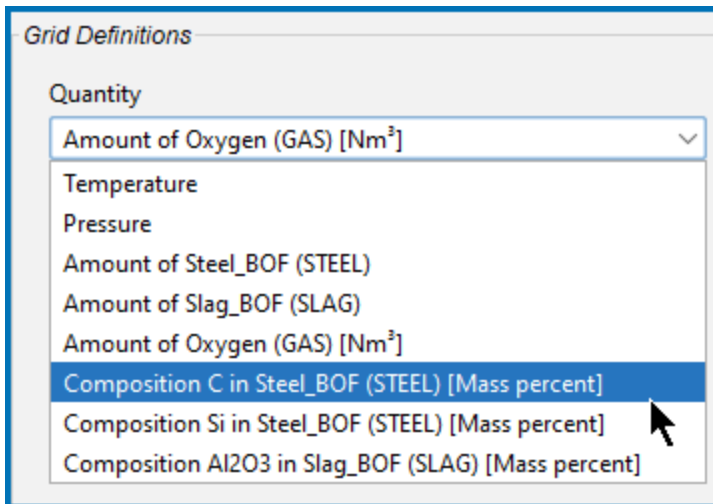 Grid Definitions
Quantity
Amount of Oxygen (GAS) [Nm³]
Temperature
Pressure
Amount of Steel_BOF (STEEL)
Amount of Slag_BOF (SLAG)
Amount of Oxygen (GAS) [Nm³]
Composition C in Steel_BOF (STEEL) [Mass percent]
Composition Si in Steel_BOF (STEEL) [Mass percent]
Composition Al2O3 in Slag_BOF (SLAG) [Mass percent]